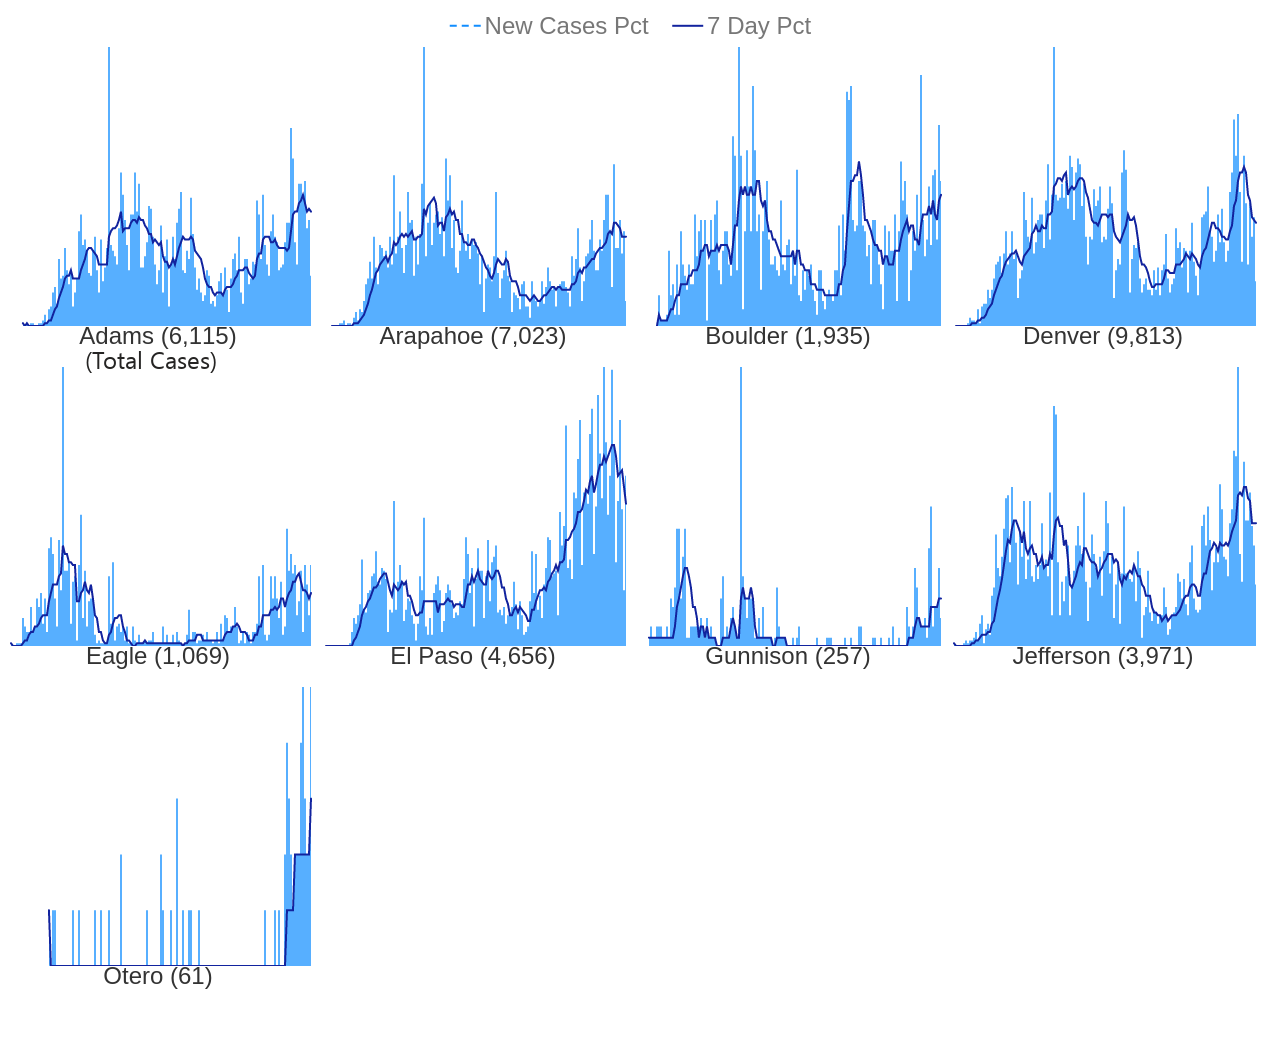 New Cases Pct 7 Day Pct
Adams (6,115) Arapahoe (7,023) Boulder (1,935) Denver (9,813)
(Total Cases)
Eagle (1,069) El Paso (4,656) Gunnison (257) Jefferson (3,971)
Otero (61)